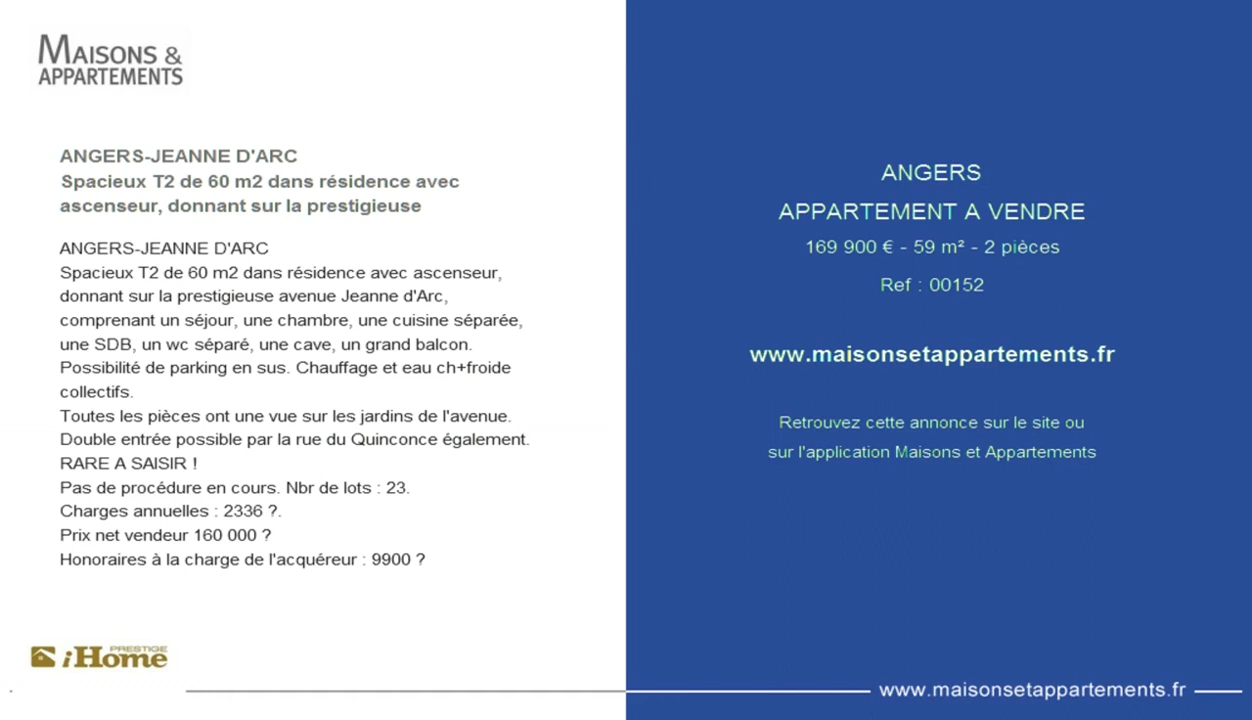 MAISONS &
APPARTEMENTS
ANGERS-JEANNE D'ARC
Spacieux T2 de 60 m2 dans résidence avec
ascenseur, donnant sur la prestigieuse
ANGERS-JEANNE D'ARC
Spacieux T2 de 60 m2 dans résidence avec ascenseur,
donnant sur la prestigieuse avenue Jeanne d'Arc,
comprenant un séjour, une chambre, une cuisine séparée,
une SDB, un wc séparé, une cave, un grand balcon.
Possibilité de parking en sus. Chauffage et eau ch+froide
collectifs.
Toutes les pièces ont une vue sur les jardins de l'avenue.
Double entrée possible par la rue du Quinconce également.
RARE A SAISIR !
Pas de procédure en cours. Nbr de lots : 23.
Charges annuelles : 2336 ?.
Prix net vendeur 160 000 ?
Honoraires à la charge de l'acquéreur : 9900 ?
PRESTIGE
iHome
ANGERS
APPARTEMENT A VENDRE
169 900 € - 59 m² - 2 pièces
Ref : 00152
www.maisonsetappartements.fr
Retrouvez cette annonce sur le site ou
sur l'application Maisons et Appartements
www.maisonsetappartements.fr